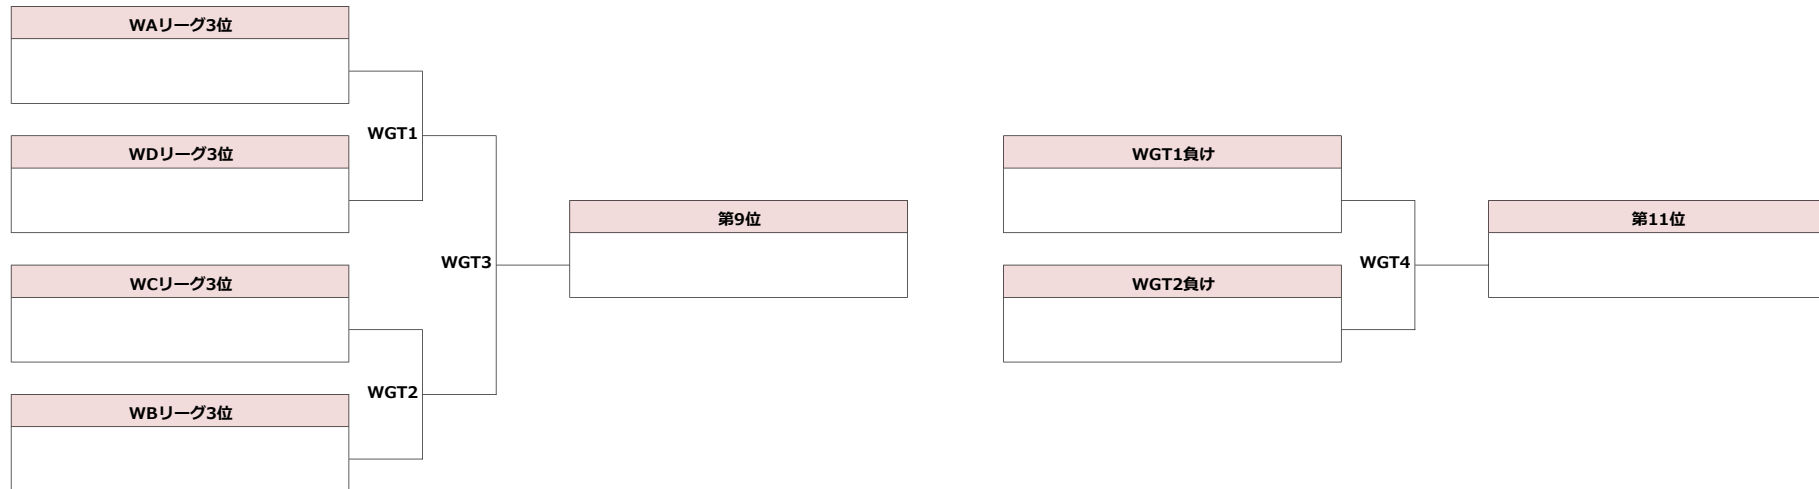 WAリーグ3位
WGT1
WDリーグ3位
WGT3
第9位
WCリーグ3位
WGT2
WBリーグ3位
WGT1負け
WGT4
第11位
WGT2負け